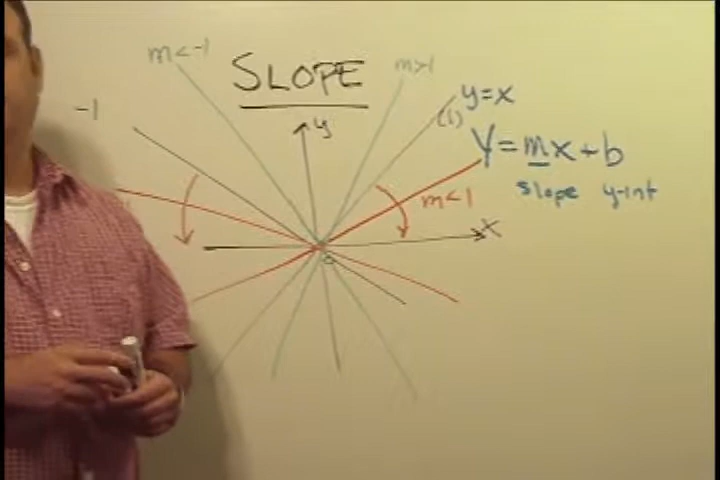 m<-1
SLOPE
m>1
-1
y
y=x
(1)
Y=mx+b
slope y-int
m<1
x